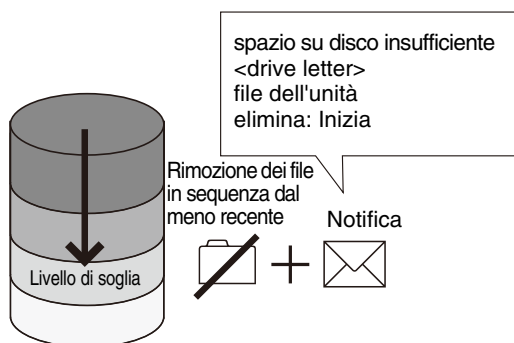 spazio su disco insufficiente
<drive letter>
file dell'unità
elimina: Inizia
Rimozione dei file
in sequenza dal
meno recente
Notifica
Livello di soglia